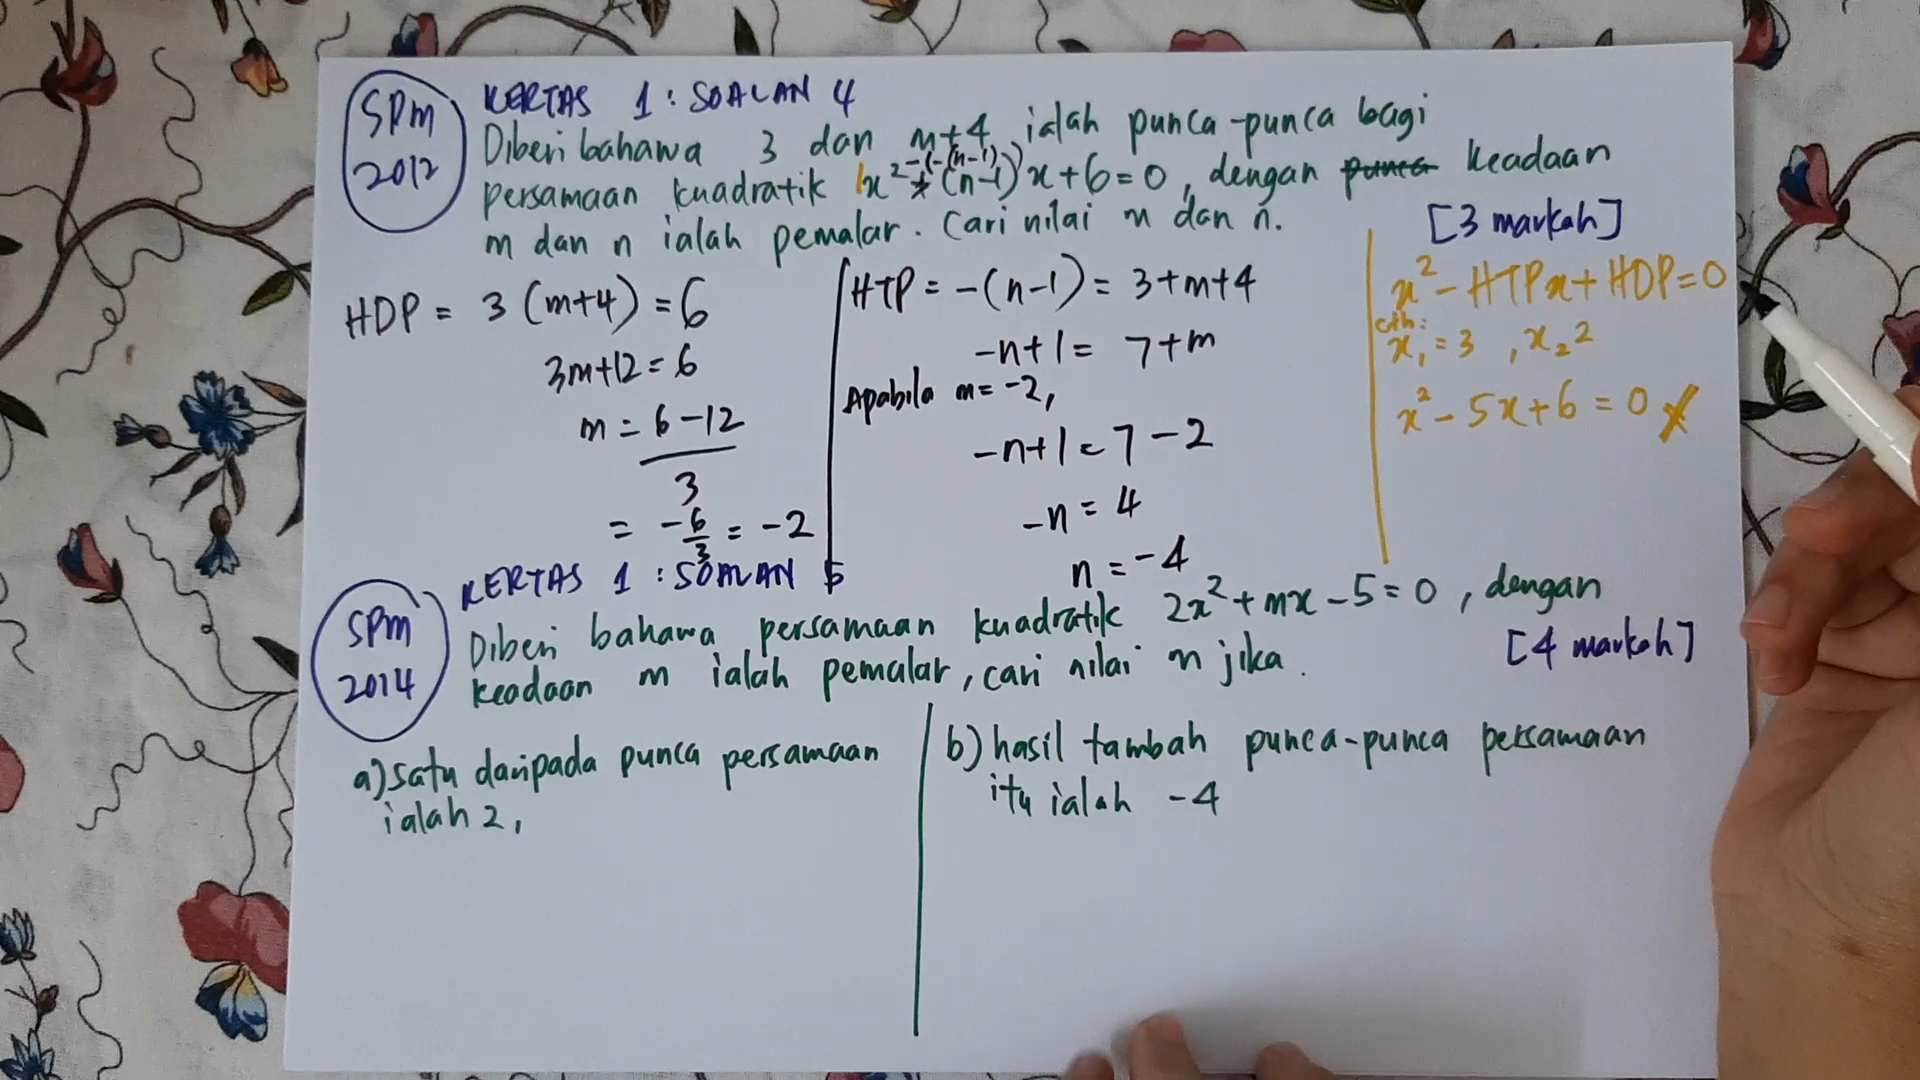 SPM 2012
KERTAS 1 : SOALAN 4
Diberi bahawa 3 dan m+4 ialah punca-punca bagi
persamaan kuadratik 1x² + (n-1)x + 6 = 0, dengan punca keadaan
-(-(n-1))
m dan n ialah pemalar. Cari nilai m dan n.
[3 markah]
HDP = 3(m+4) = 6
3m+12 = 6
m = 6-12
3
= -6/3 = -2
HTP = -(n-1) = 3+m+4
-n+1 = 7+m
Apabila m = -2,
-n+1 = 7-2
-n = 4
n = -4
x² - HTPx + HDP = 0
cth:
x₁ = 3 , x₂ 2
x² - 5x + 6 = 0
SPM 2014
KERTAS 1 : SOALAN 5
Diberi bahawa persamaan kuadratik 2x² + mx - 5 = 0, dengan
keadaan m ialah pemalar, cari nilai m jika.
[4 markah]
a) satu daripada punca persamaan
ialah 2,
b) hasil tambah punca-punca persamaan
itu ialah -4